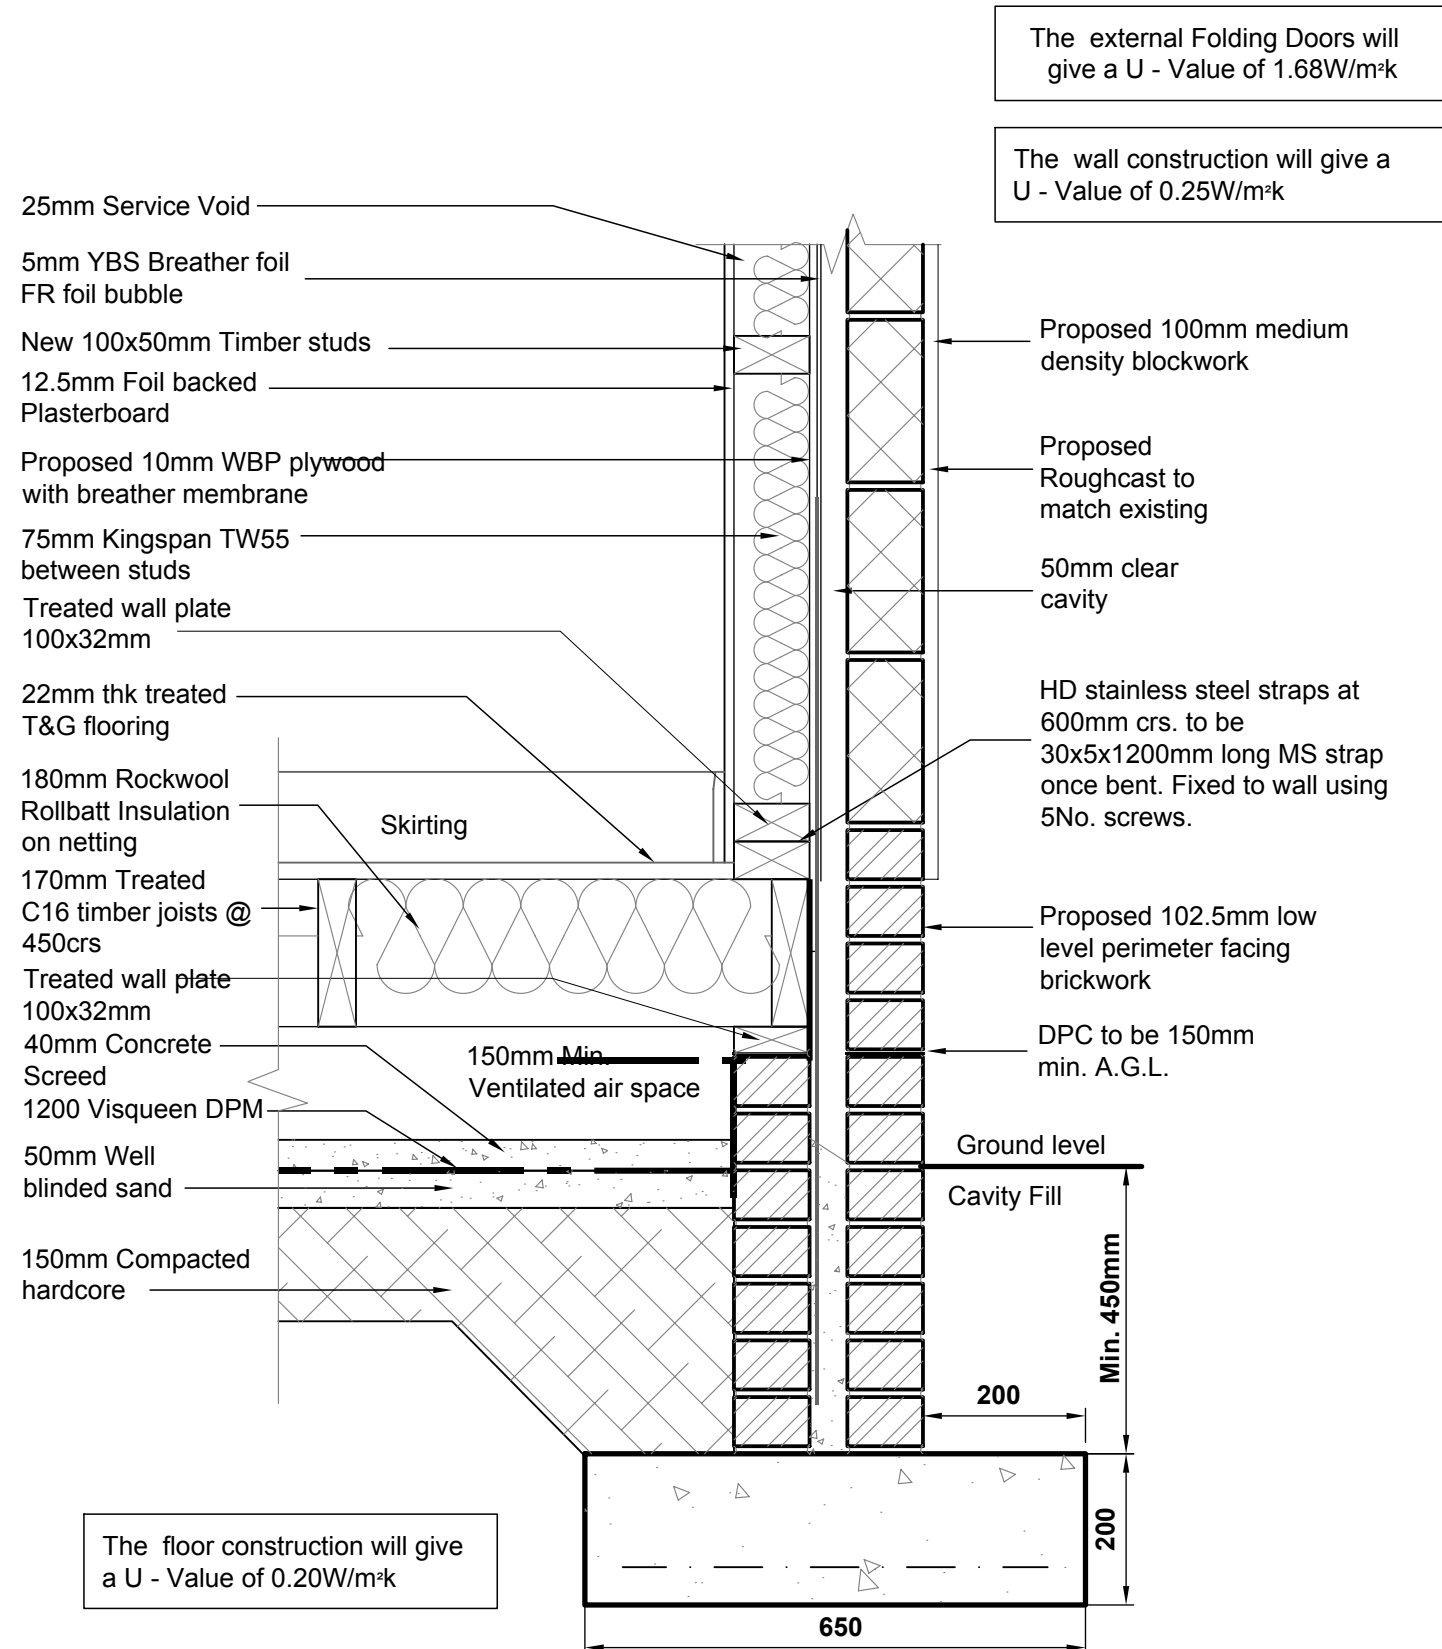 The external Folding Doors will
give a U - Value of 1.68W/m²k
The wall construction will give a
U - Value of 0.25W/m²k
25mm Service Void
5mm YBS Breather foil
FR foil bubble
New 100x50mm Timber studs
12.5mm Foil backed
Plasterboard
Proposed 10mm WBP plywood
with breather membrane
75mm Kingspan TW55
between studs
Treated wall plate
100x32mm
22mm thk treated
T&G flooring
180mm Rockwool
Rollbatt Insulation
on netting
170mm Treated
C16 timber joists @
450crs
Treated wall plate
100x32mm
40mm Concrete
Screed
1200 Visqueen DPM
50mm Well
blinded sand
150mm Compacted
hardcore
Skirting
150mm Min.
Ventilated air space
Proposed 100mm medium
density blockwork
Proposed
Roughcast to
match existing
50mm clear
cavity
HD stainless steel straps at
600mm crs. to be
30x5x1200mm long MS strap
once bent. Fixed to wall using
5No. screws.
Proposed 102.5mm low
level perimeter facing
brickwork
DPC to be 150mm
min. A.G.L.
Ground level
Cavity Fill
Min. 450mm
200
200
650
The floor construction will give
a U - Value of 0.20W/m²k